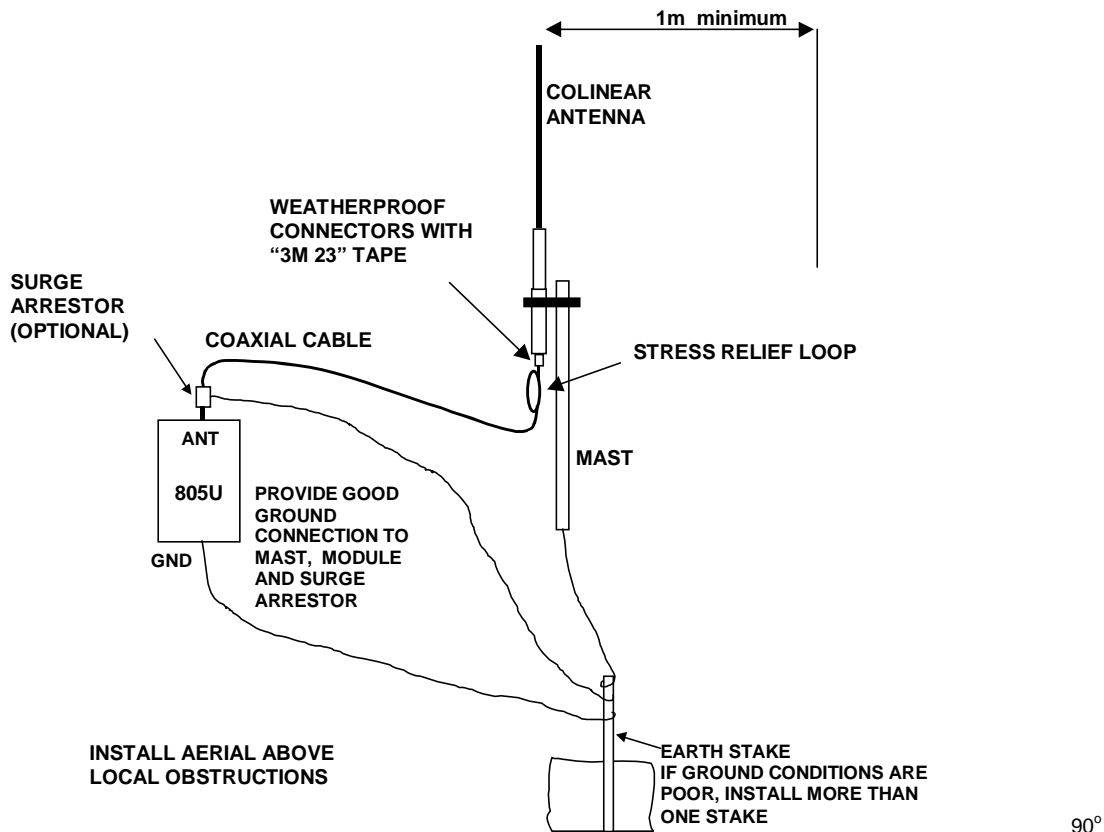 1m minimum
COLINEAR
ANTENNA
WEATHERPROOF
CONNECTORS WITH
“3M 23” TAPE
SURGE
ARRESTOR
(OPTIONAL)
COAXIAL CABLE
STRESS RELIEF LOOP
ANT
MAST
805U
PROVIDE GOOD
GROUND
CONNECTION TO
MAST, MODULE
AND SURGE
ARRESTOR
GND
INSTALL AERIAL ABOVE
LOCAL OBSTRUCTIONS
EARTH STAKE
IF GROUND CONDITIONS ARE
POOR, INSTALL MORE THAN
ONE STAKE
90°